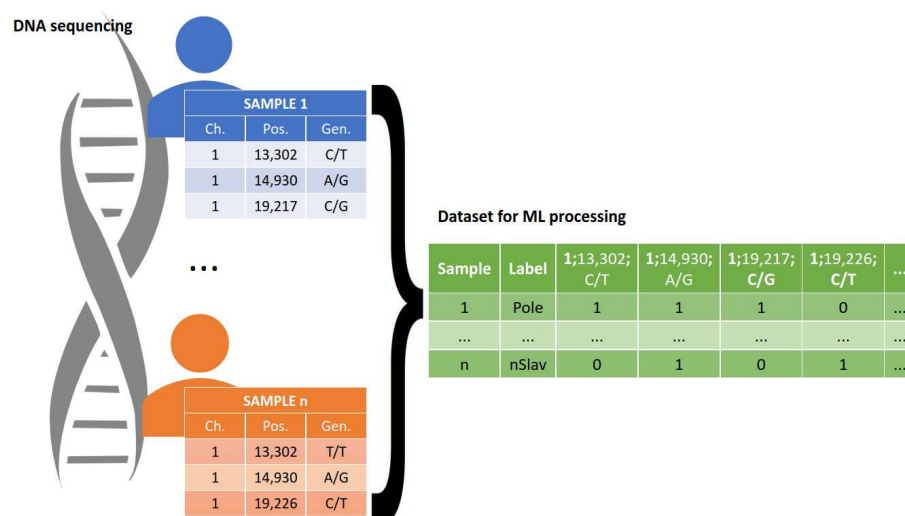 DNA sequencing
SAMPLE 1
Ch. Pos. Gen.
1 13,302 C/T
1 14,930 A/G
1 19,217 C/G
...
SAMPLE n
Ch. Pos. Gen.
1 13,302 T/T
1 14,930 A/G
1 19,226 C/T
Dataset for ML processing
Sample Label 1;13,302; C/T 1;14,930; A/G 1;19,217; C/G 1;19,226; C/T ...
1 Pole 1 1 1 0 ...
... ... ... ... ... ... ...
n nSlav 0 1 0 1 ...